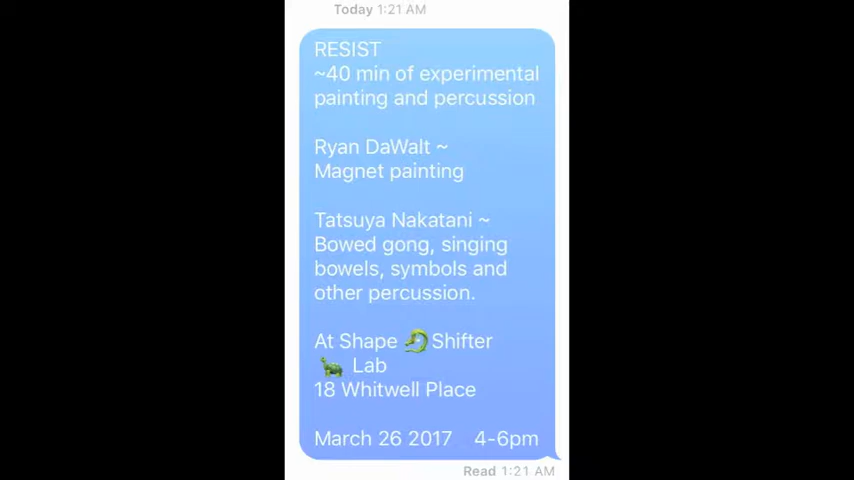 Today 1:21 AM
RESIST
~40 min of experimental
painting and percussion
Ryan DaWalt ~
Magnet painting
Tatsuya Nakatani ~
Bowed gong, singing
bowels, symbols and
other percussion.
At Shape 🐉Shifter
🐢 Lab
18 Whitwell Place
March 26 2017 4-6pm
Read 1:21 AM